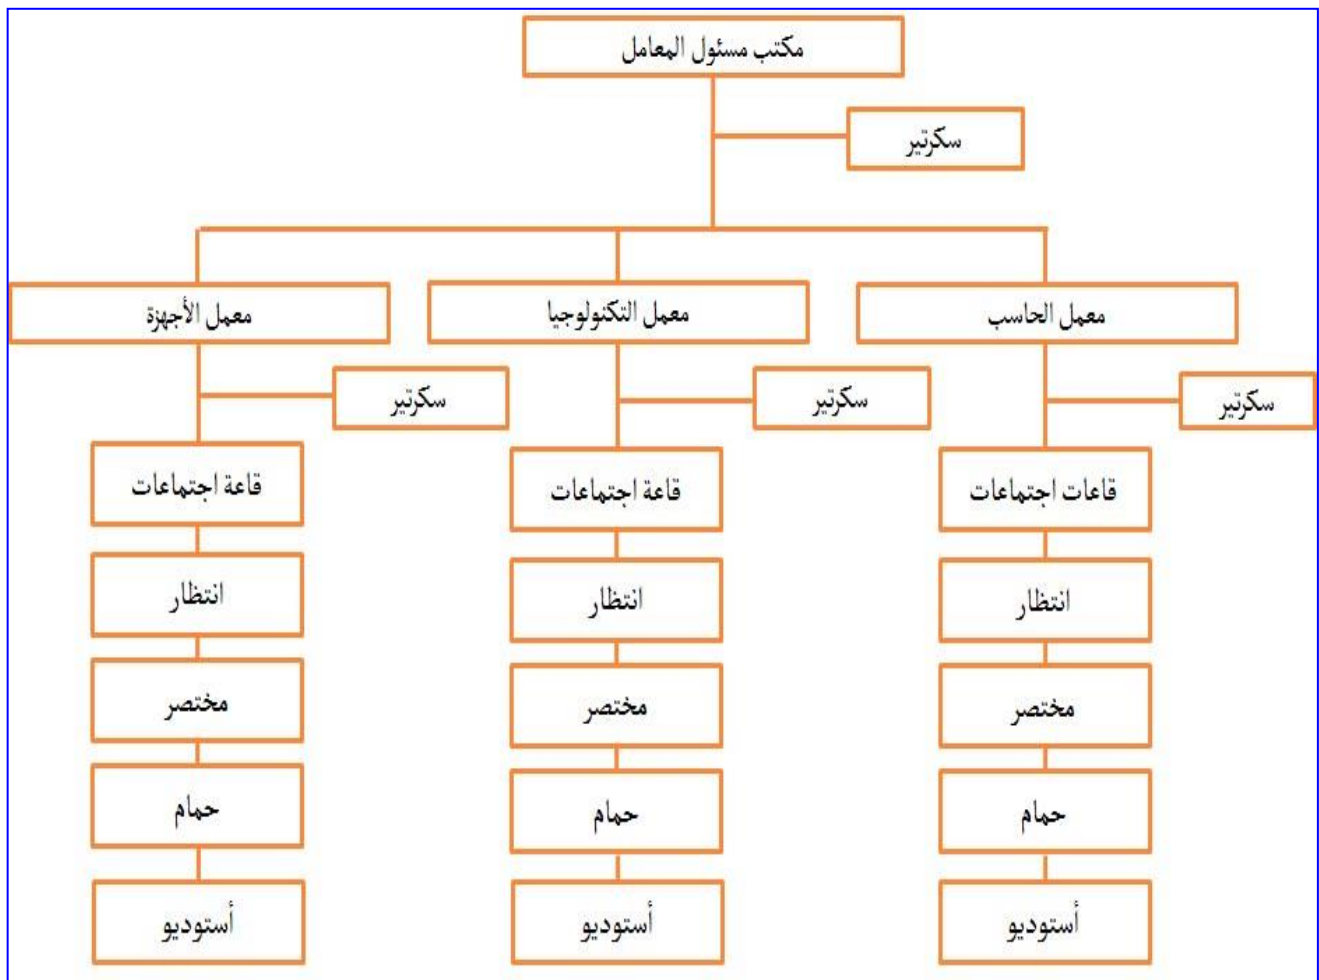 مكتب مسئول المعامل
سكرتير
معمل الحاسب
معمل التكنولوجيا
معمل الأجهزة
سكرتير
سكرتير
سكرتير
قاعات اجتماعات
قاعة اجتماعات
قاعة اجتماعات
انتظار
انتظار
انتظار
مختصر
مختصر
مختصر
حمام
حمام
حمام
أستوديو
أستوديو
أستوديو